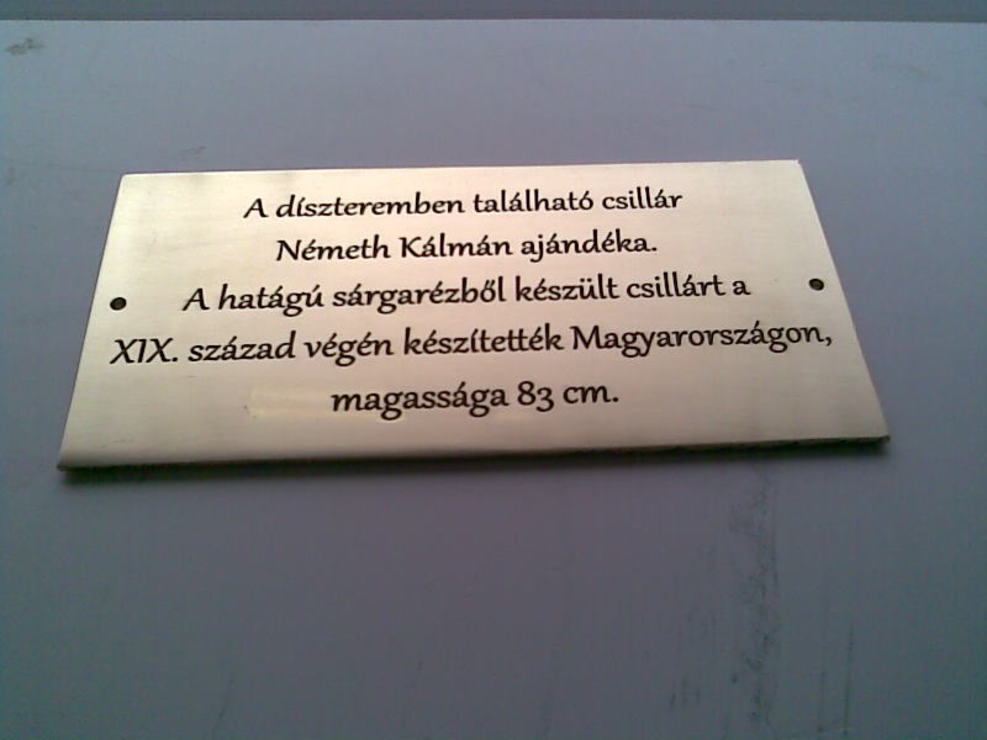 A díszteremben található csillár
Németh Kálmán ajándéka.
A hatágú sárgarézből készült csillárt a
XIX. század végén készítették Magyarországon,
magassága 83 cm.